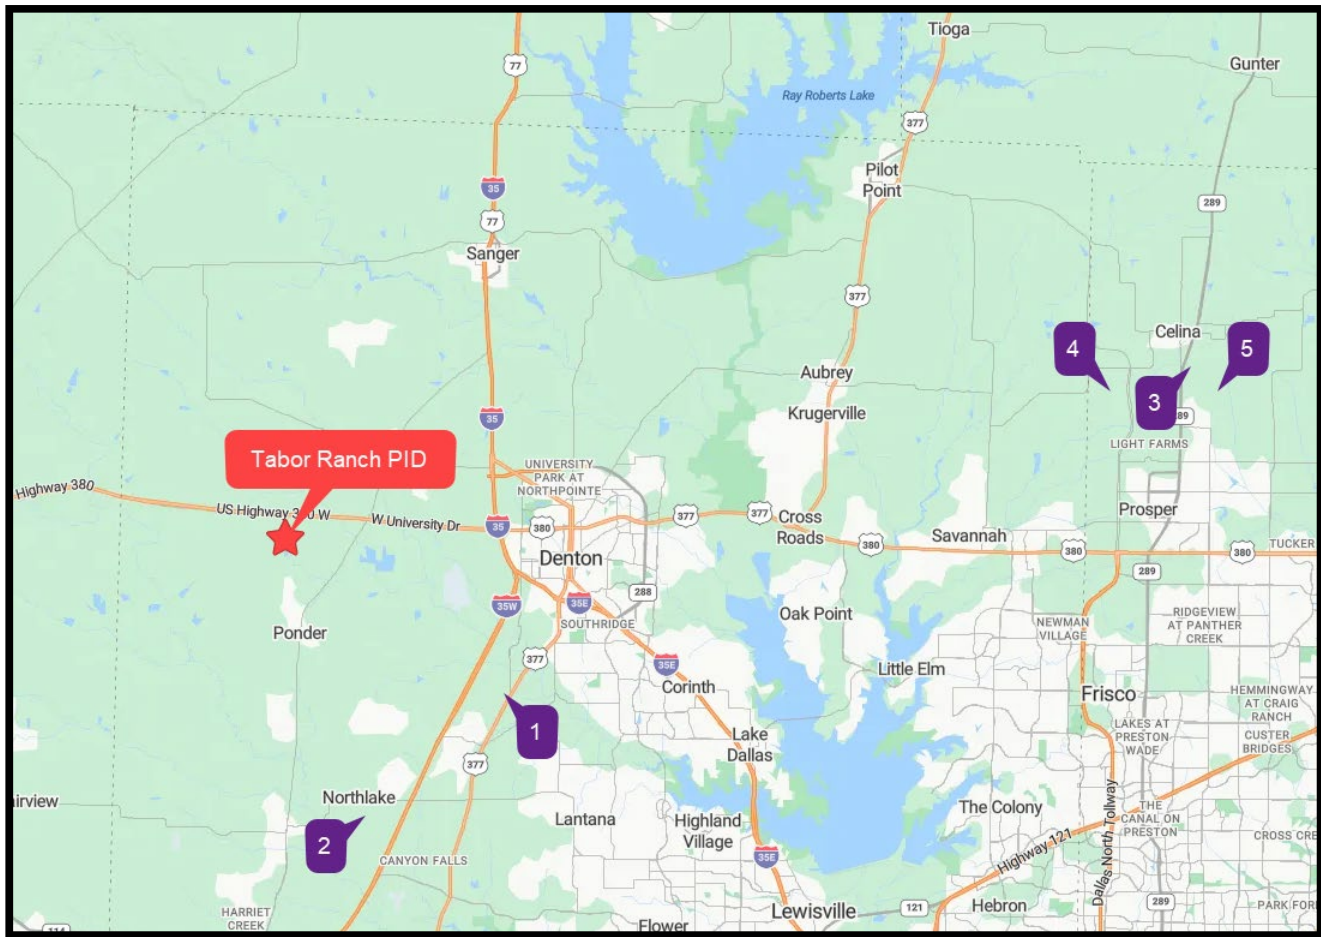 Tioga
Gunter
77
Ray Roberts Lake
377
Pilot
Point
35
289
77
Sanger
377
Celina
4
5
Aubrey
3
Krugerville
35
89
LIGHT FARMS
Tabor Ranch PID
UNIVERSITY
PARK AT
NORTHPOINTE
Highway 380
US Highway 380 W
W University Dr
35
380
377
377
Cross
Roads
380
Savannah
380
Prosper
380
TUCKER
Denton
289
288
35W
35E
SOUTHRIDGE
Oak Point
NEWMAN
VILLAGE
RIDGEVIEW
AT PANTHER
CREEK
Ponder
377
35E
Corinth
Little Elm
Frisco
HEMMINGWAY
AT CRAIG
RANCH
1
Lake
Dallas
LAKES AT
PRESTON
WADE
CUSTER
BRIDGES
377
Northlake
airview
Lantana
Highland
Village
The Colony
THE
CANAL ON
PRESTON
CROSS CRE
2
CANYON FALLS
35E
Highway 121
Dallas North Tollway
HARRIET
CREEK
114
Flower
Lewisville
121
Hebron
289
PARK FOR